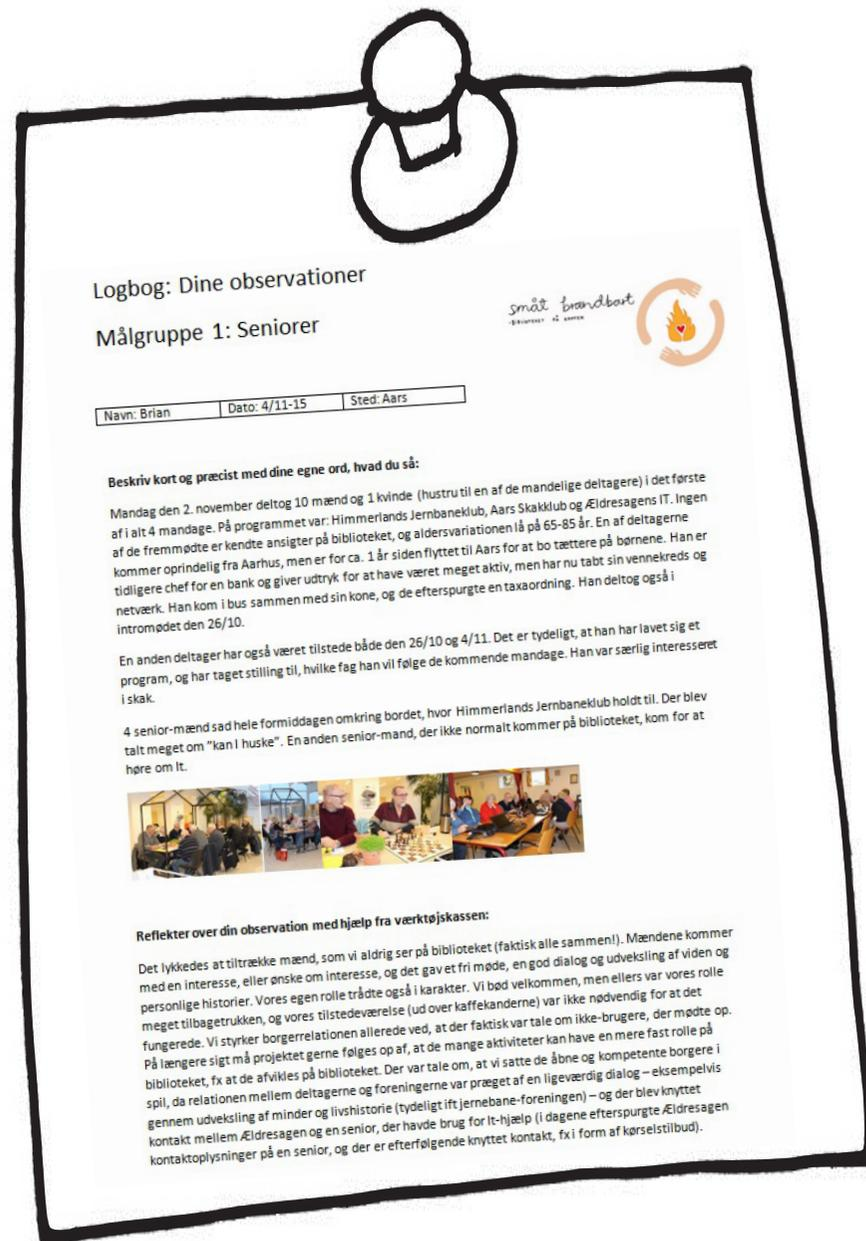 Logbog: Dine observationer
småt brændbart
Målgruppe 1: Seniorer
Navn: Brian
Dato: 4/11-15
Sted: Aars
Beskriv kort og præcist med dine egne ord, hvad du så:
Mandag den 2. november deltog 10 mænd og 1 kvinde (hustru til en af de mandelige deltagere) i det første
af i alt 4 mandage. På programmet var: Himmerlands Jernbaneklub, Aars Skakklub og Ældresagens IT. Ingen
af de fremmødte er kendte ansigter på biblioteket, og aldersvariationen lå på 65-85 år. En af deltagerne
kommer oprindelig fra Aarhus, men er for ca. 1 år siden flyttet til Aars for at bo tættere på børnene. Han er
tidligere chef for en bank og giver udtryk for at have været meget aktiv, men har nu tabt sin vennekreds og
netværk. Han kom i bus sammen med sin kone, og de efterspurgte en taxaordning. Han deltog også i
intromødet den 26/10.
En anden deltager har også været tilstede både den 26/10 og 4/11. Det er tydeligt, at han har lavet sig et
program, og har taget stilling til, hvilke fag han vil følge de kommende mandage. Han var særlig interesseret
i skak.
4 senior-mænd sad hele formiddagen omkring bordet, hvor Himmerlands Jernbaneklub holdt til. Der blev
talt meget om "kan I huske". En anden senior-mand, der ikke normalt kommer på biblioteket, kom for at
høre om It.
Reflekter over din observation med hjælp fra værktøjskassen:
Det lykkedes at tiltrække mænd, som vi aldrig ser på biblioteket (faktisk alle sammen!). Mændene kommer
med en interesse, eller ønske om interesse, og det gav et fri møde, en god dialog og udveksling af viden og
personlige historier. Vores egen rolle trådte også i karakter. Vi bød velkommen, men ellers var vores rolle
meget tilbagetrukken, og vores tilstedeværelse (ud over kaffekanderne) var ikke nødvendig for at det
fungerede. Vi styrker borgerrelationen allerede ved, at der faktisk var tale om ikke-brugere, der mødte op.
På længere sigt må projektet gerne følges op af, at de mange aktiviteter kan have en mere fast rolle på
biblioteket, fx at de afvikles på biblioteket. Der var tale om, at vi satte de åbne og kompetente borgere i
spil, da relationen mellem deltagerne og foreningerne var præget af en ligeværdig dialog – eksempelvis
gennem udveksling af minder og livshistorie (tydeligt ift jernebane-foreningen) – og der blev knyttet
kontakt mellem Ældresagen og en senior, der havde brug for It-hjælp (i dagene efterspurgte Ældresagen
kontaktoplysninger på en senior, og der er efterfølgende knyttet kontakt, fx i form af kørselstilbud).